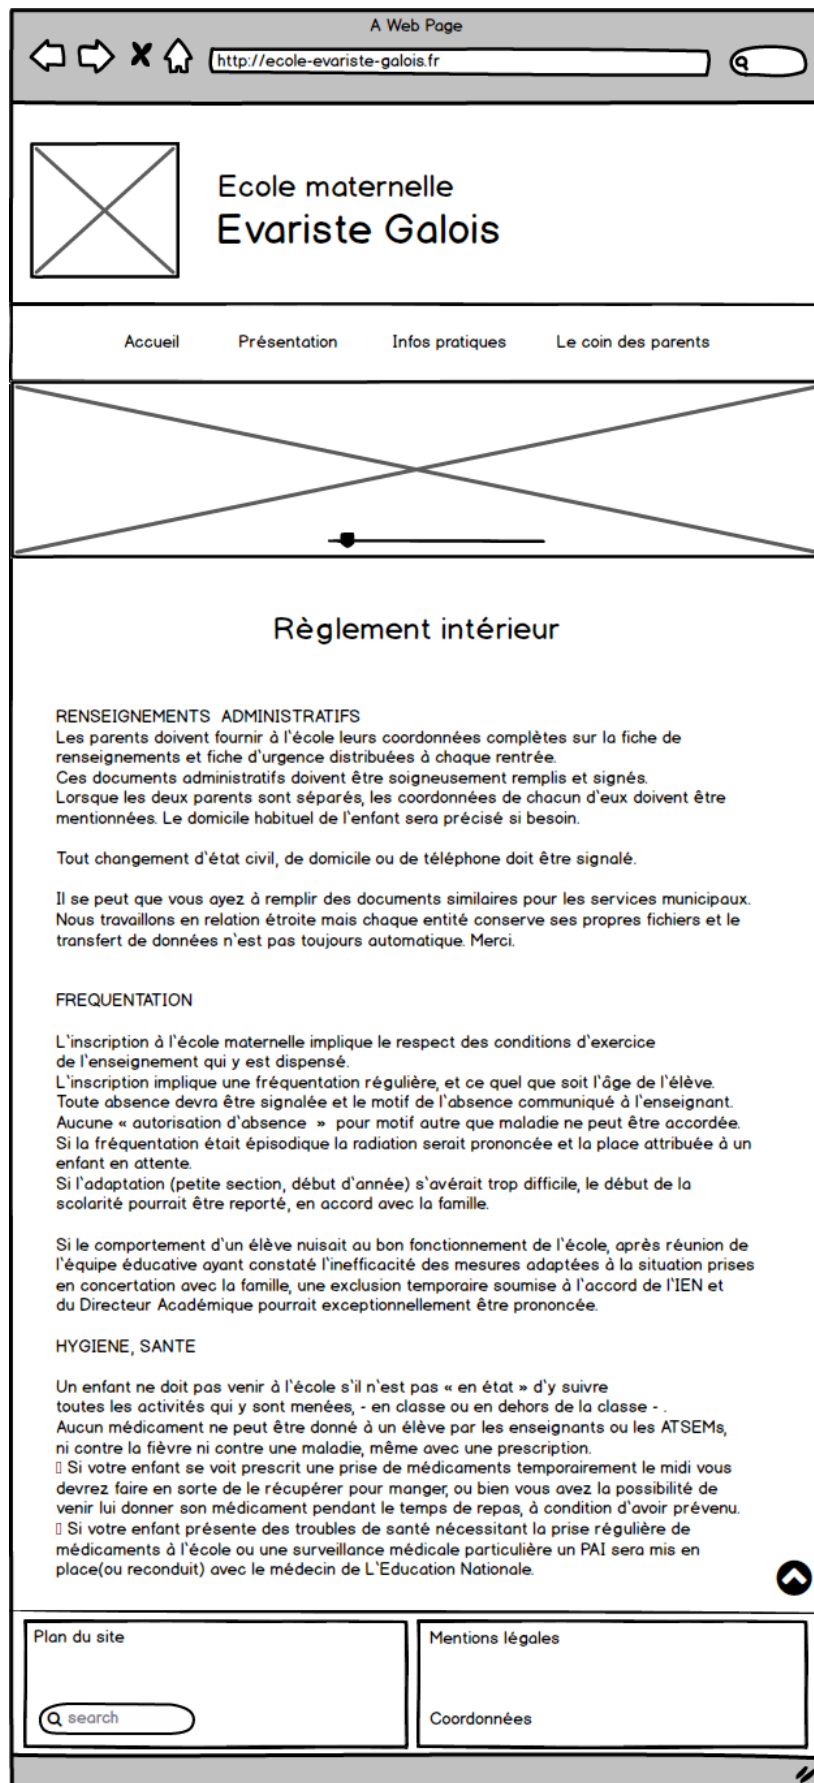 A Web Page
http://ecole-evariste-galois.fr
Ecole maternelle
Evariste Galois
Accueil
Présentation
Infos pratiques
Le coin des parents
Règlement intérieur
RENSEIGNEMENTS  ADMINISTRATIFS
Les parents doivent fournir à l'école leurs coordonnées complètes sur la fiche de
renseignements et fiche d'urgence distribuées à chaque rentrée.
Ces documents administratifs doivent être soigneusement remplis et signés.
Lorsque les deux parents sont séparés, les coordonnées de chacun d'eux doivent être
mentionnées. Le domicile habituel de l'enfant sera précisé si besoin.
Tout changement d'état civil, de domicile ou de téléphone doit être signalé.
Il se peut que vous ayez à remplir des documents similaires pour les services municipaux.
Nous travaillons en relation étroite mais chaque entité conserve ses propres fichiers et le
transfert de données n'est pas toujours automatique. Merci.
FREQUENTATION
L'inscription à l'école maternelle implique le respect des conditions d'exercice
de l'enseignement qui y est dispensé.
L'inscription implique une fréquentation régulière, et ce quel que soit l'âge de l'élève.
Toute absence devra être signalée et le motif de l'absence communiqué à l'enseignant.
Aucune « autorisation d'absence  »  pour motif autre que maladie ne peut être accordée.
Si la fréquentation était épisodique la radiation serait prononcée et la place attribuée à un
enfant en attente.
Si l'adaptation (petite section, début d'année) s'avérait trop difficile, le début de la
scolarité pourrait être reporté, en accord avec la famille.
Si le comportement d'un élève nuisait au bon fonctionnement de l'école, après réunion de
l'équipe éducative ayant constaté l'inefficacité des mesures adaptées à la situation prises
en concertation avec la famille, une exclusion temporaire soumise à l'accord de l'IEN et
du Directeur Académique pourrait exceptionnellement être prononcée.
HYGIENE, SANTE
Un enfant ne doit pas venir à l'école s'il n'est pas « en état » d'y suivre
toutes les activités qui y sont menées, - en classe ou en dehors de la classe - .
Aucun médicament ne peut être donné à un élève par les enseignants ou les ATSEMs,
ni contre la fièvre ni contre une maladie, même avec une prescription.
Si votre enfant se voit prescrit une prise de médicaments temporairement le midi vous
devrez faire en sorte de le récupérer pour manger, ou bien vous avez la possibilité de
venir lui donner son médicament pendant le temps de repas, à condition d'avoir prévenu.
Si votre enfant présente des troubles de santé nécessitant la prise régulière de
médicaments à l'école ou une surveillance médicale particulière un PAI sera mis en
place(ou reconduit) avec le médecin de L'Education Nationale.
Plan du site
search
Mentions légales
Coordonnées